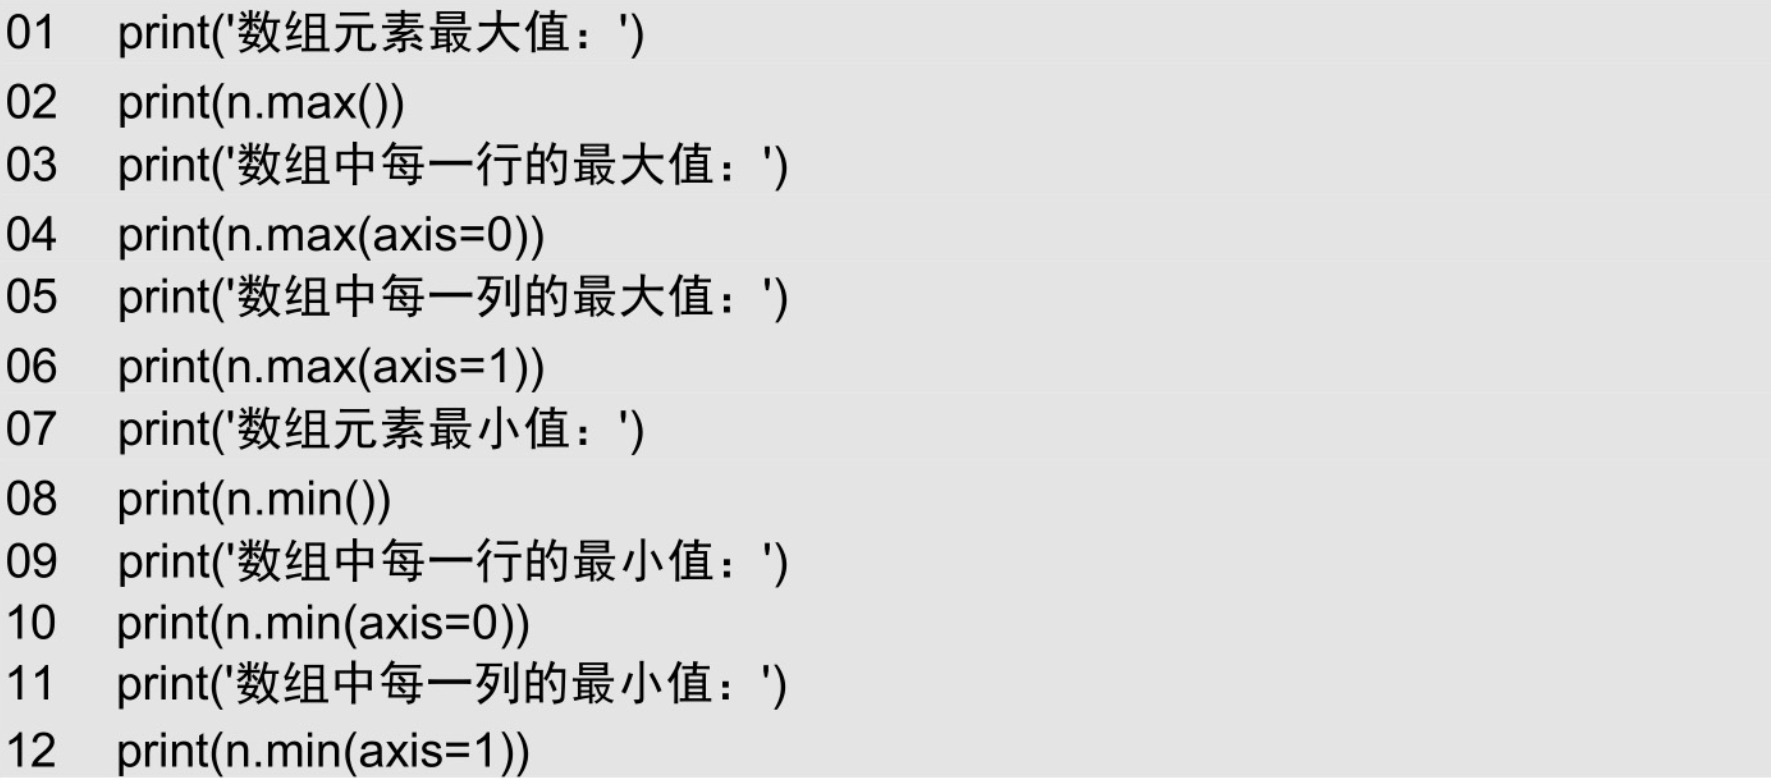 01 print('数组元素最大值：')
02 print(n.max())
03 print('数组中每一行的最大值：')
04 print(n.max(axis=0))
05 print('数组中每一列的最大值：')
06 print(n.max(axis=1))
07 print('数组元素最小值：')
08 print(n.min())
09 print('数组中每一行的最小值：')
10 print(n.min(axis=0))
11 print('数组中每一列的最小值：')
12 print(n.min(axis=1))